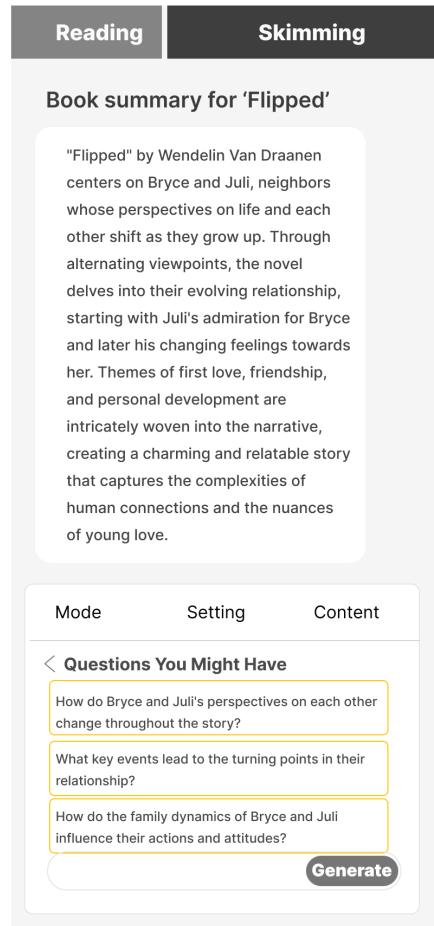 Reading Skimming
Book summary for ‘Flipped’
"Flipped" by Wendelin Van Draanen
centers on Bryce and Juli, neighbors
whose perspectives on life and each
other shift as they grow up. Through
alternating viewpoints, the novel
delves into their evolving relationship,
starting with Juli's admiration for Bryce
and later his changing feelings towards
her. Themes of first love, friendship,
and personal development are
intricately woven into the narrative,
creating a charming and relatable story
that captures the complexities of
human connections and the nuances
of young love.
Mode Setting Content
Questions You Might Have
How do Bryce and Juli's perspectives on each other
change throughout the story?
What key events lead to the turning points in their
relationship?
How do the family dynamics of Bryce and Juli
influence their actions and attitudes?
Generate